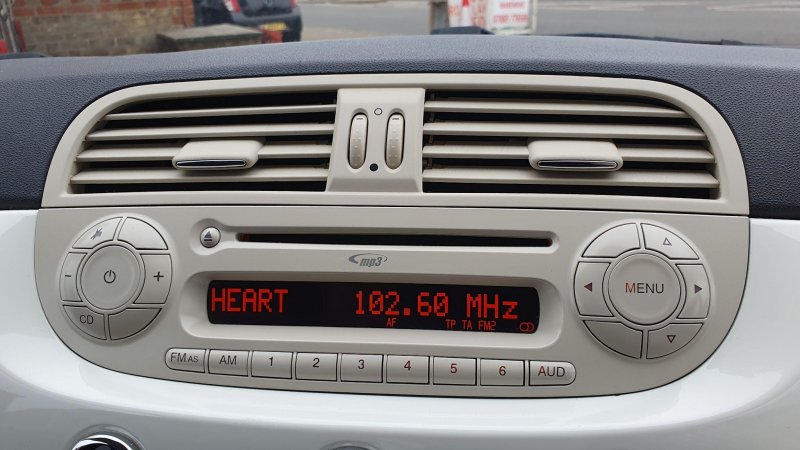 mp3
HEART 102.60 MHz
AF TP TA FM2
- +
CD
MENU
FM AS AM 1 2 3 4 5 6 AUD